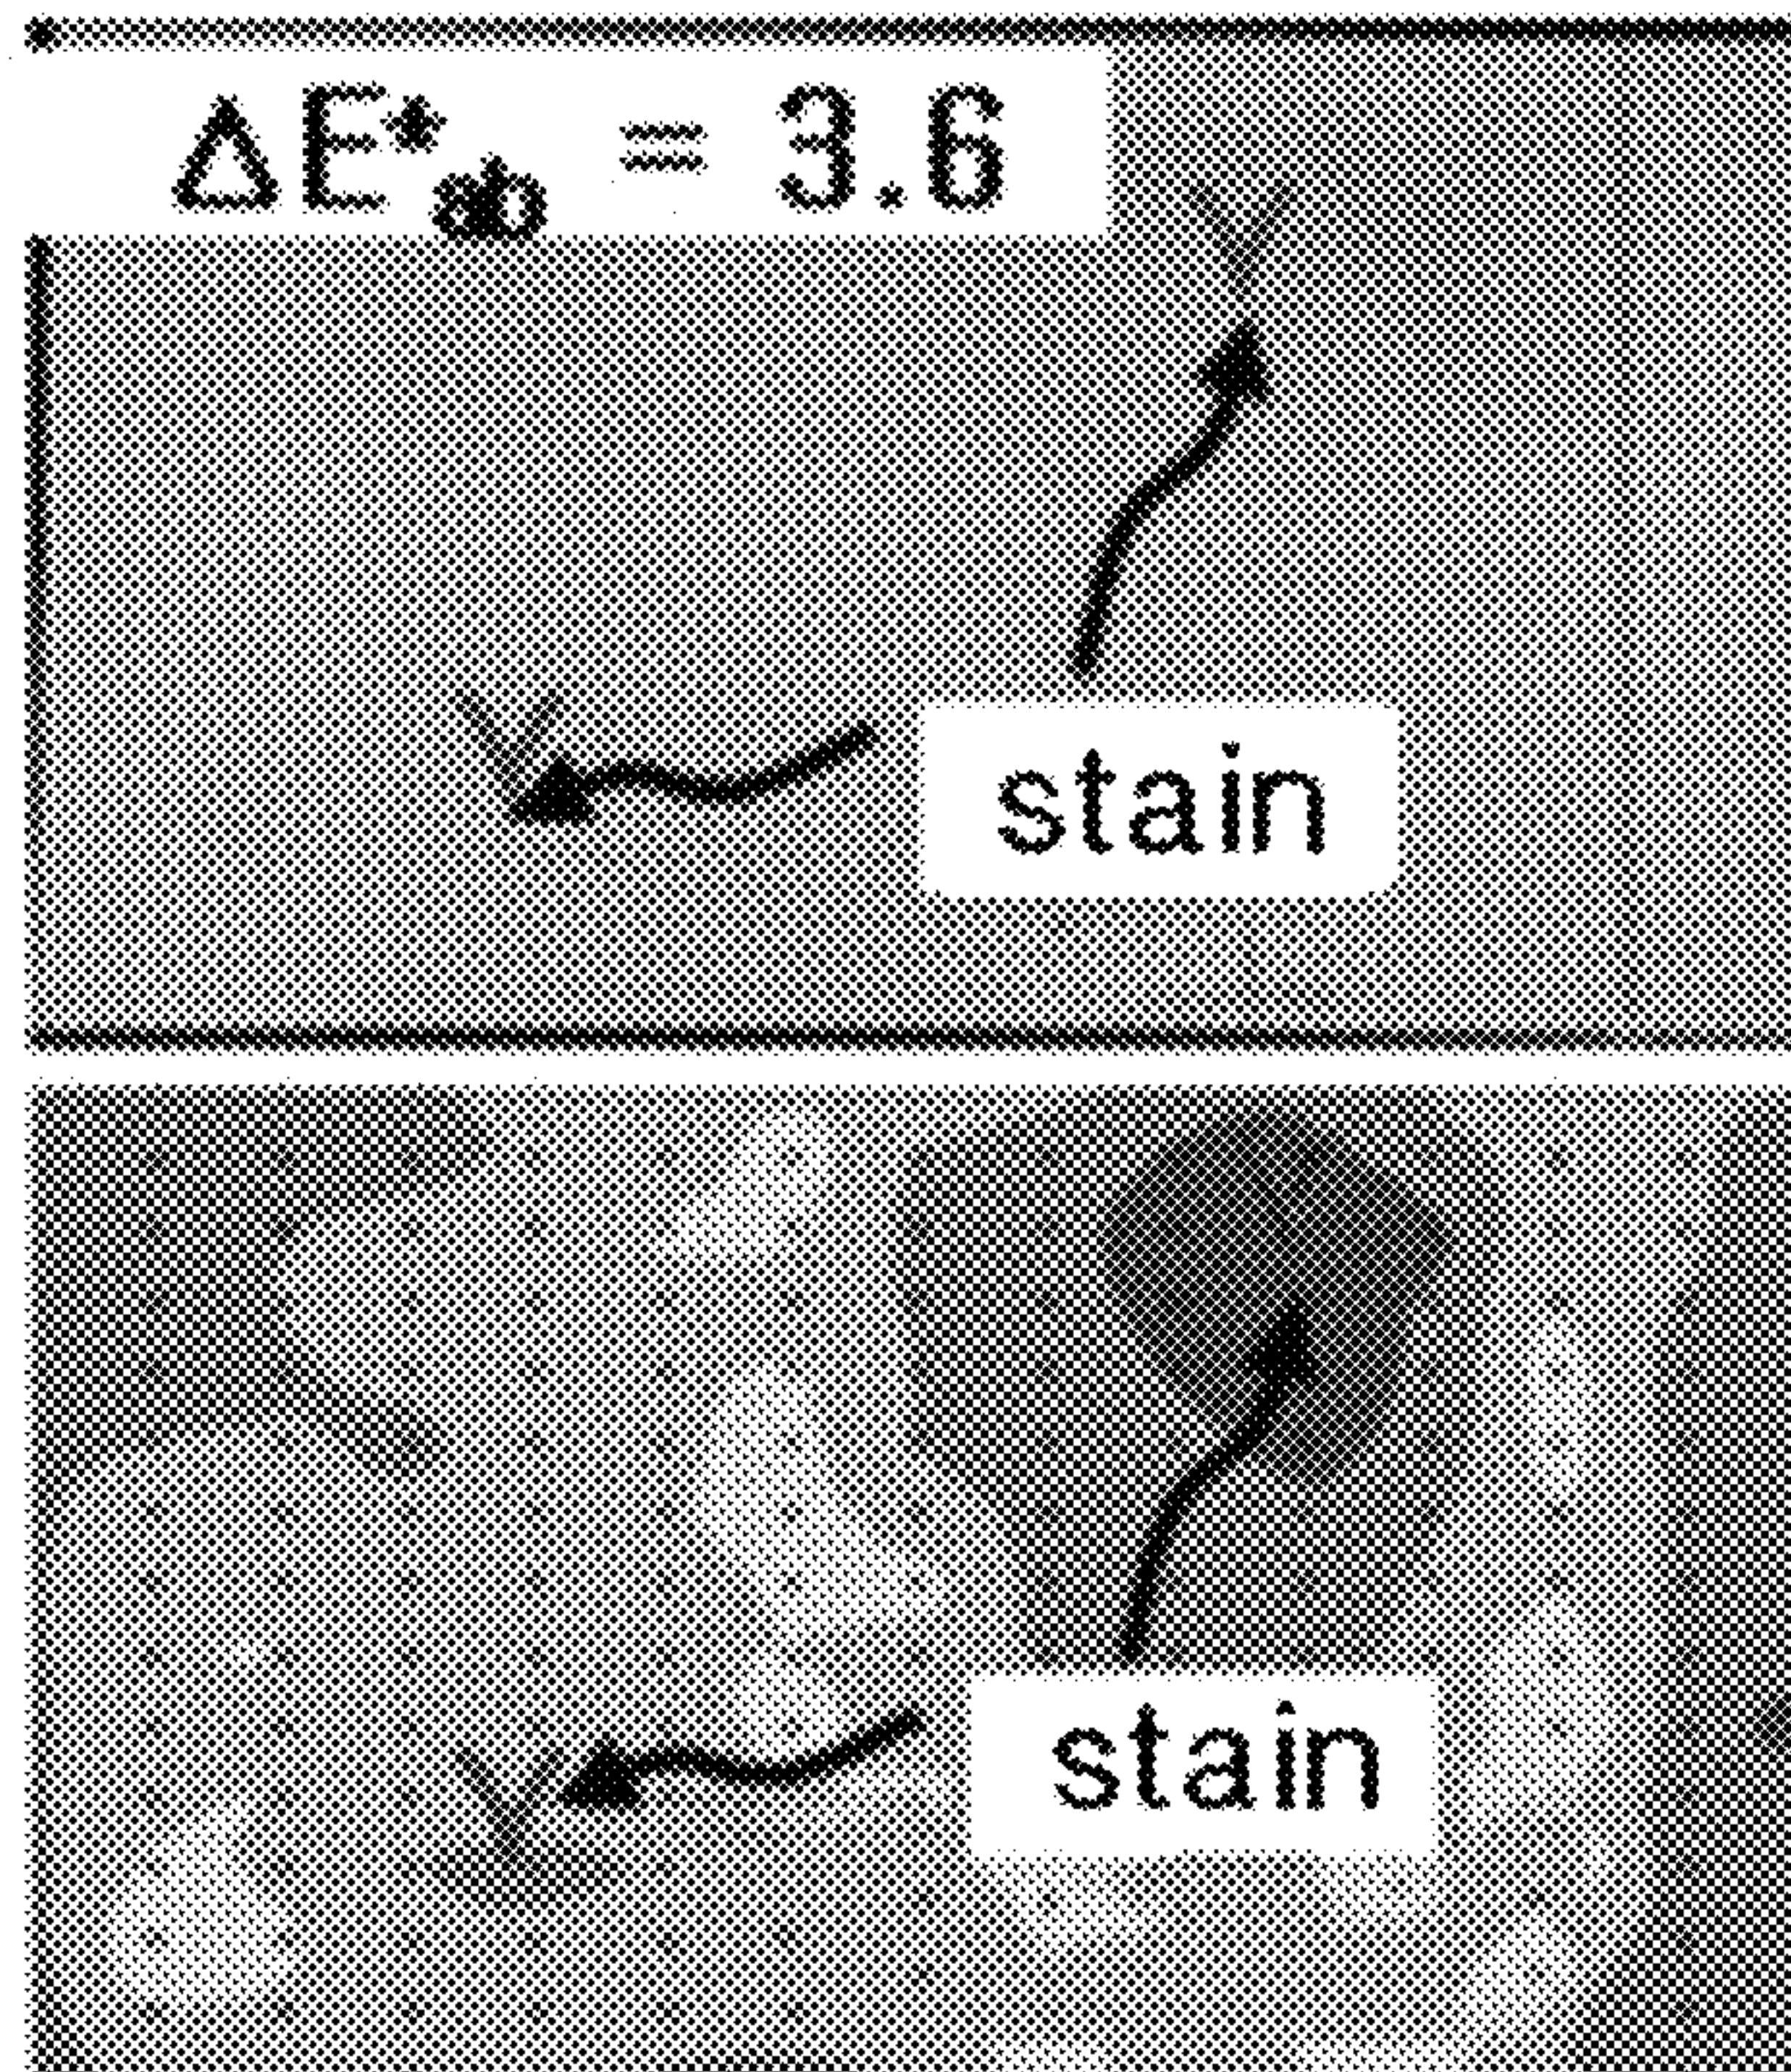 ΔE*ab = 3.6
stain
stain